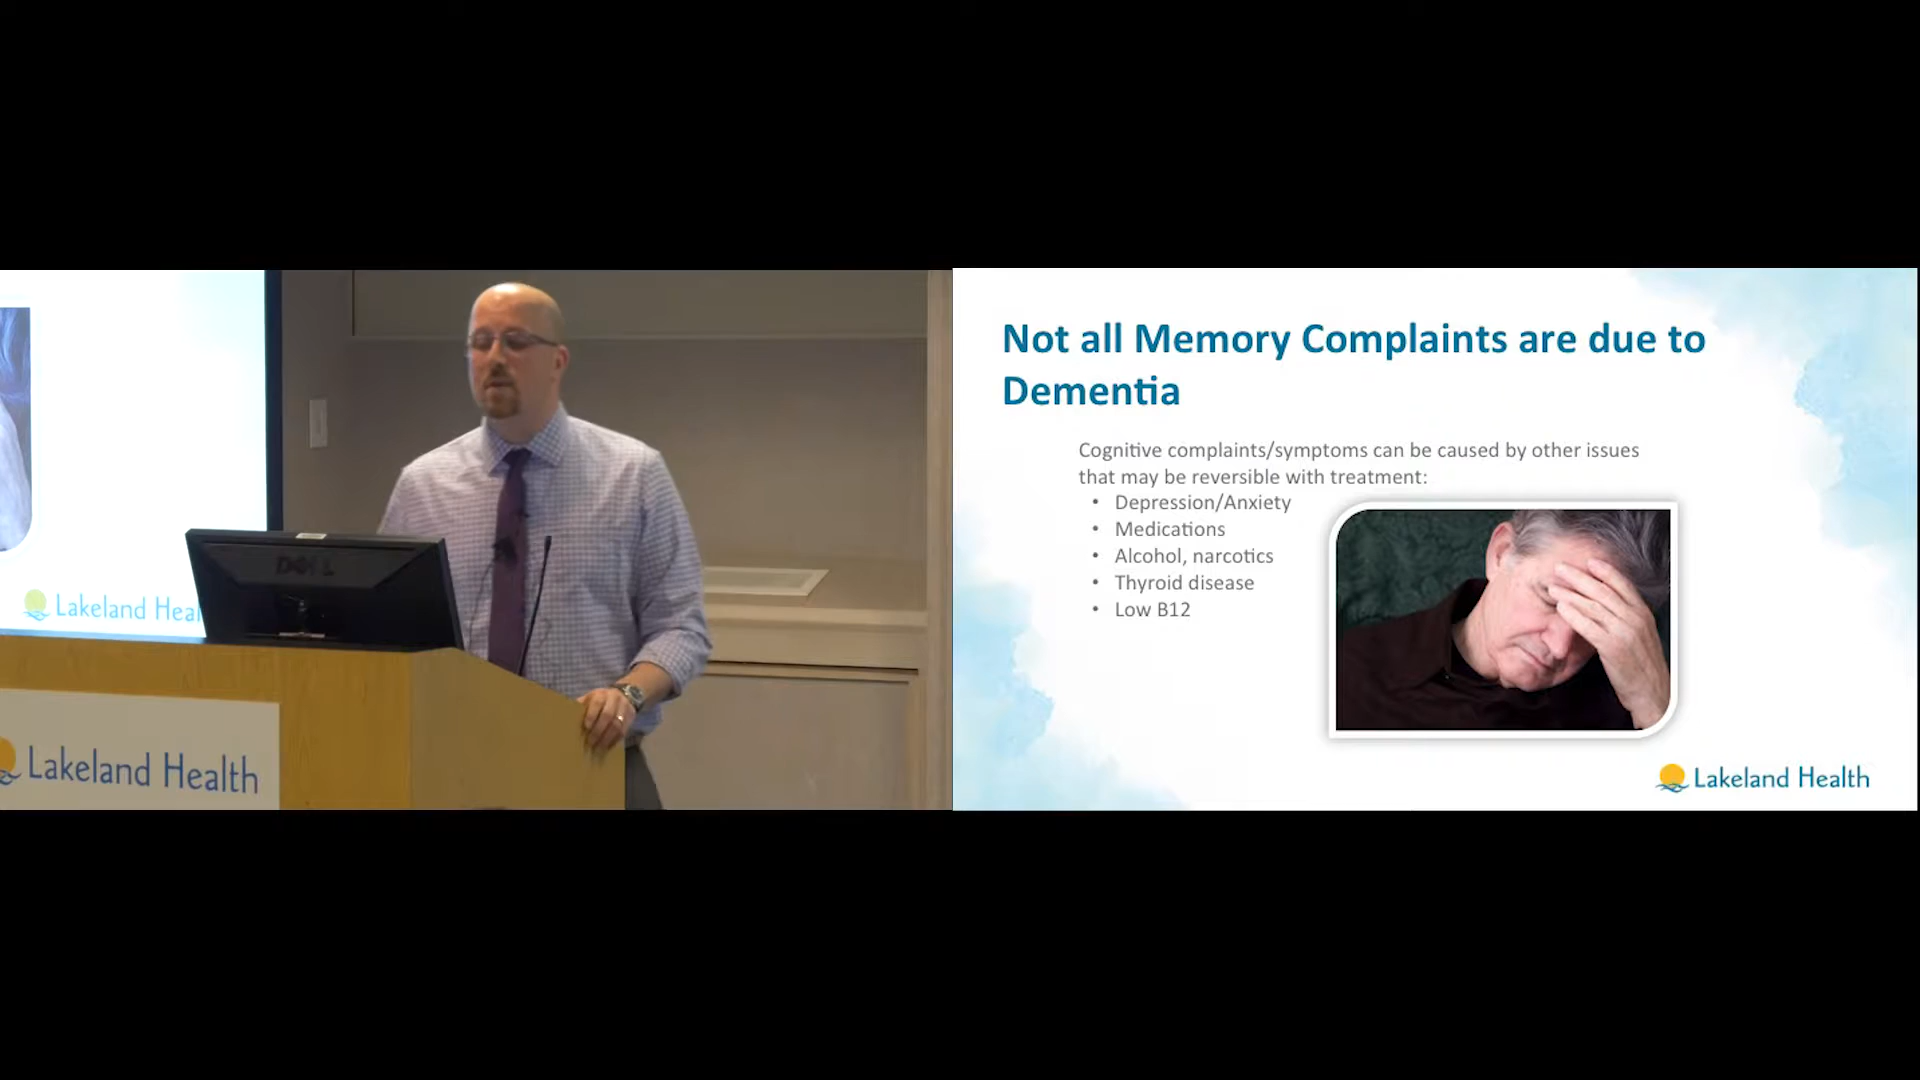 Lakeland Heal
DELL
Lakeland Health
Not all Memory Complaints are due to
Dementia
Cognitive complaints/symptoms can be caused by other issues
that may be reversible with treatment:
• Depression/Anxiety
• Medications
• Alcohol, narcotics
• Thyroid disease
• Low B12
Lakeland Health